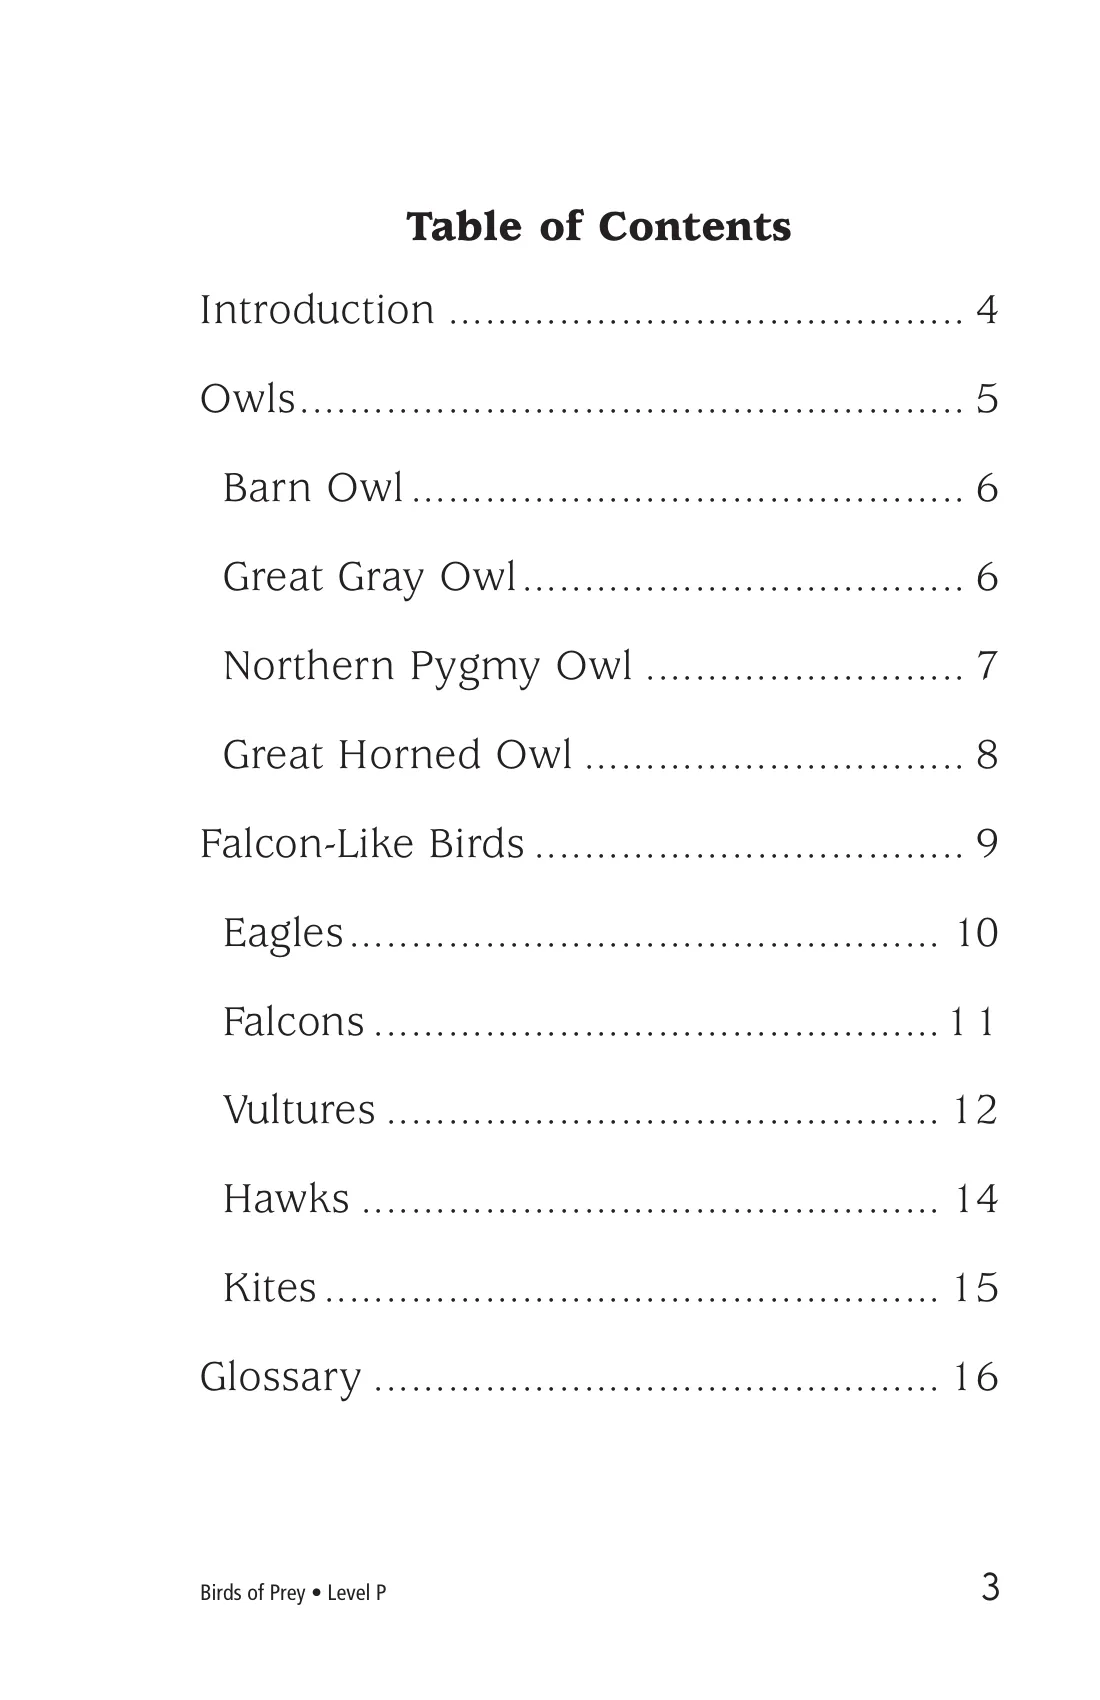 Table of Contents
Introduction .......................................... 4
Owls...................................................... 5
Barn Owl ............................................. 6
Great Gray Owl.................................... 6
Northern Pygmy Owl .......................... 7
Great Horned Owl ............................... 8
Falcon-Like Birds ................................... 9
Eagles................................................ 10
Falcons .............................................. 11
Vultures ............................................. 12
Hawks ............................................... 14
Kites .................................................. 15
Glossary .............................................. 16
Birds of Prey • Level P 3